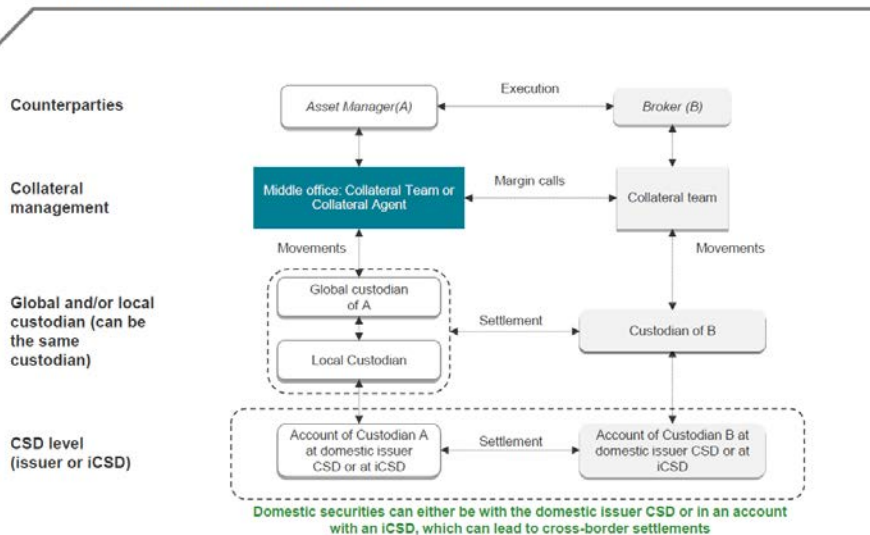 Counterparties
Asset Manager(A)
Execution
Broker (B)
Collateral
management
Middle office: Collateral Team or
Collateral Agent
Margin calls
Collateral team
Movements
Movements
Global and/or local
custodian (can be
the same
custodian)
Global custodian
of A
Local Custodian
Settlement
Custodian of B
CSD level
(issuer or iCSD)
Account of Custodian A
at domestic issuer
CSD or at iCSD
Settlement
Account of Custodian B at
domestic issuer CSD or at
iCSD
Domestic securities can either be with the domestic issuer CSD or in an account
with an iCSD, which can lead to cross-border settlements